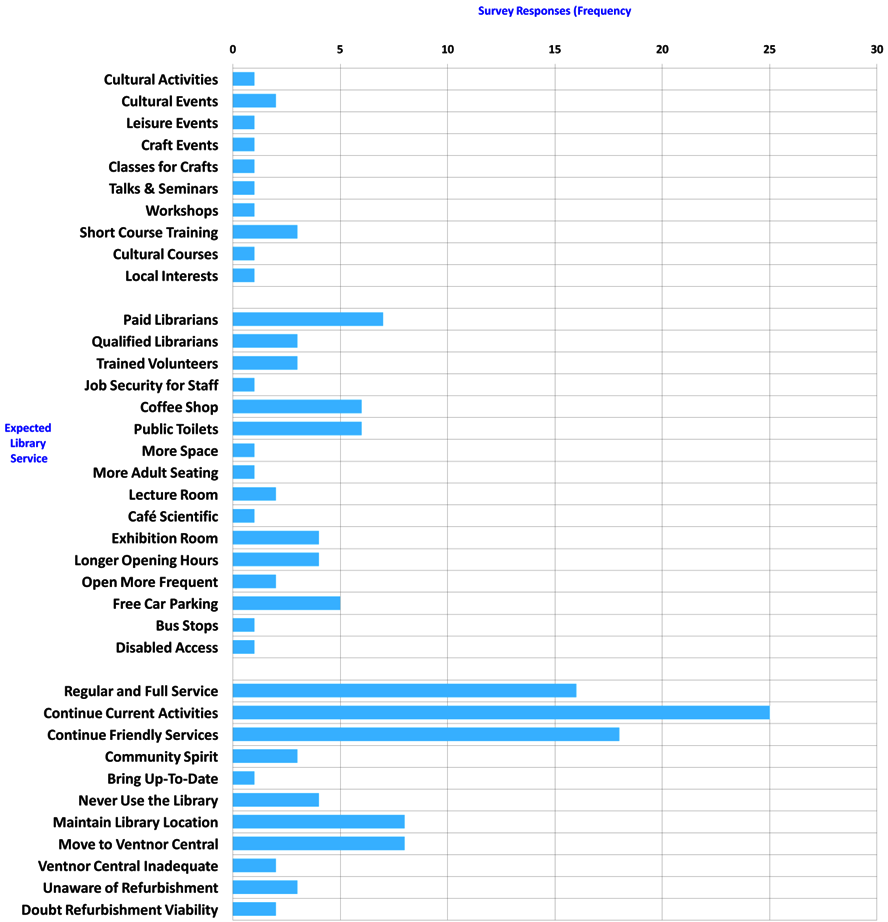 Survey Responses (Frequency
0 5 10 15 20 25 30
Cultural Activities
Cultural Events
Leisure Events
Craft Events
Classes for Crafts
Talks & Seminars
Workshops
Short Course Training
Cultural Courses
Local Interests
Paid Librarians
Qualified Librarians
Trained Volunteers
Job Security for Staff
Coffee Shop
Public Toilets
More Space
More Adult Seating
Lecture Room
Café Scientific
Exhibition Room
Longer Opening Hours
Open More Frequent
Free Car Parking
Bus Stops
Disabled Access
Regular and Full Service
Continue Current Activities
Continue Friendly Services
Community Spirit
Bring Up-To-Date
Never Use the Library
Maintain Library Location
Move to Ventnor Central
Ventnor Central Inadequate
Unaware of Refurbishment
Doubt Refurbishment Viability
Expected
Library
Service